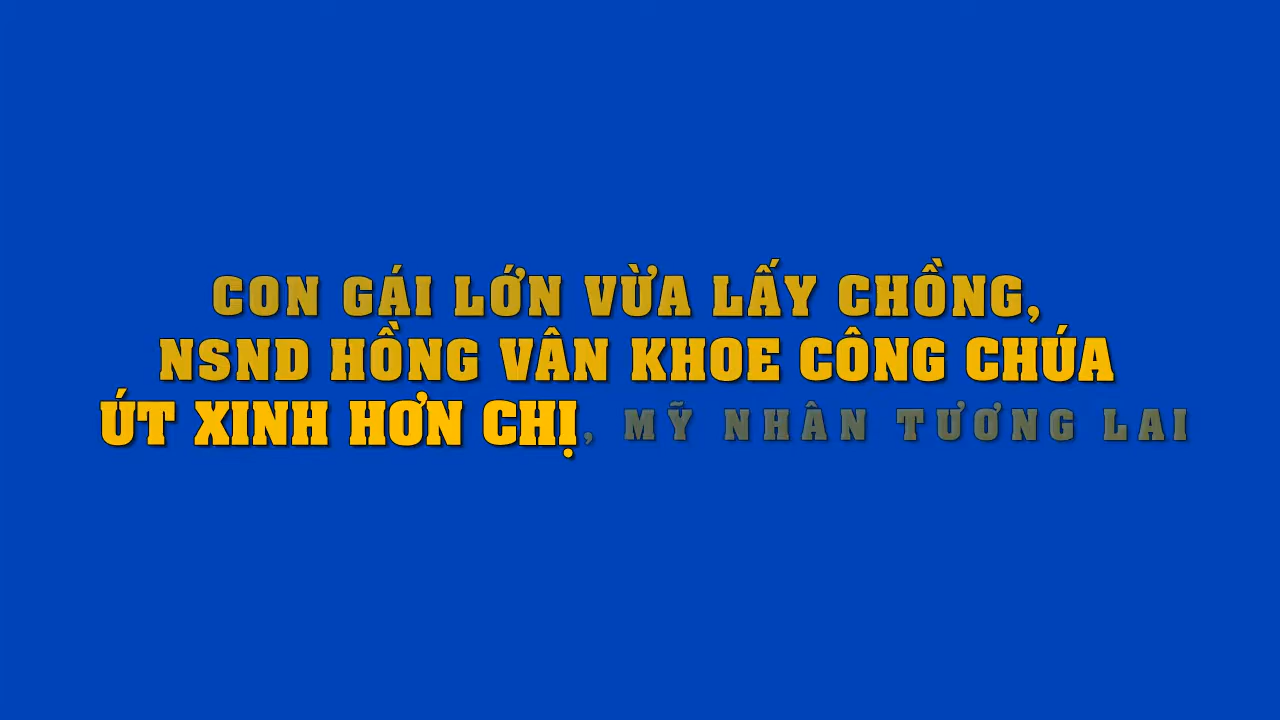 CON GÁI LỚN VỪA LẤY CHỒNG,
NSND HỒNG VÂN KHOE CÔNG CHÚA
ÚT XINH HƠN CHỊ, MỸ NHÂN TƯƠNG LAI